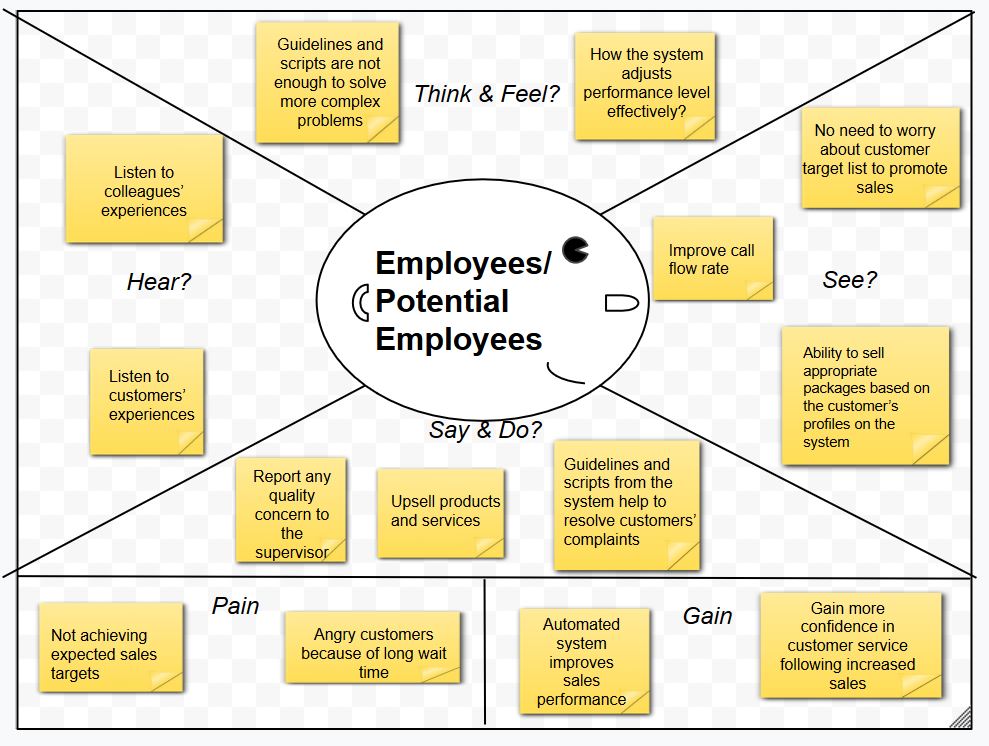 Guidelines and
scripts are not
enough to solve
more complex
problems
Think & Feel?
How the system
adjusts
performance level
effectively?
Listen to
colleagues’
experiences
Hear?
Listen to
customers’
experiences
Employees/
Potential
Employees
No need to worry
about customer
target list to promote
sales
Improve call
flow rate
See?
Ability to sell
appropriate
packages based on
the customer’s
profiles on the
system
Say & Do?
Report any
quality
concern to
the
supervisor
Upsell products
and services
Guidelines and
scripts from the
system help to
resolve customers’
complaints
Pain
Not achieving
expected sales
targets
Angry customers
because of long wait
time
Gain
Automated
system
improves
sales
performance
Gain more
confidence in
customer service
following increased
sales